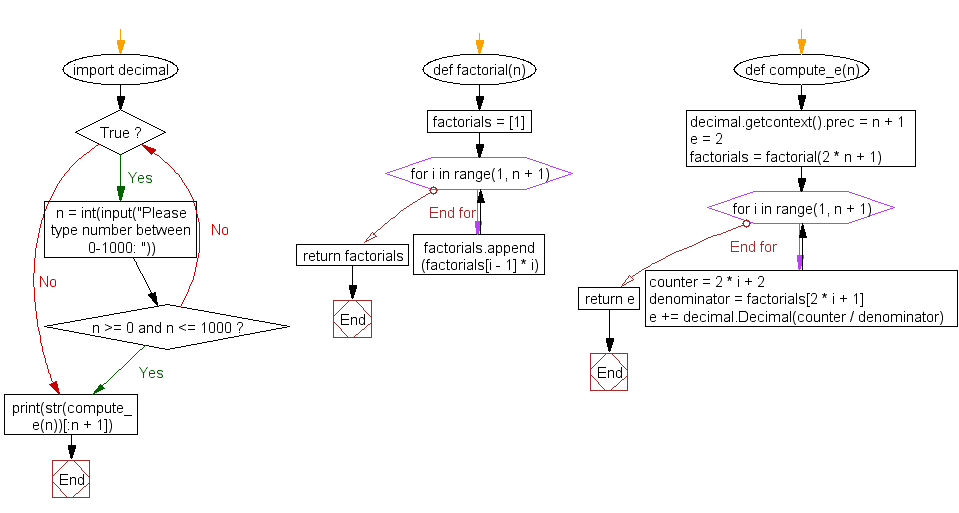 import decimal
True ?
Yes
n = int(input("Please
type number between
0-1000: "))
No
No
n >= 0 and n <= 1000 ?
Yes
print(str(compute_
e(n))[:n + 1])
End
def factorial(n)
factorials = [1]
for i in range(1, n + 1)
End for
factorials.append
(factorials[i - 1] * i)
return factorials
End
def compute_e(n)
decimal.getcontext().prec = n + 1
e = 2
factorials = factorial(2 * n + 1)
for i in range(1, n + 1)
End for
counter = 2 * i + 2
denominator = factorials[2 * i + 1]
e += decimal.Decimal(counter / denominator)
return e
End